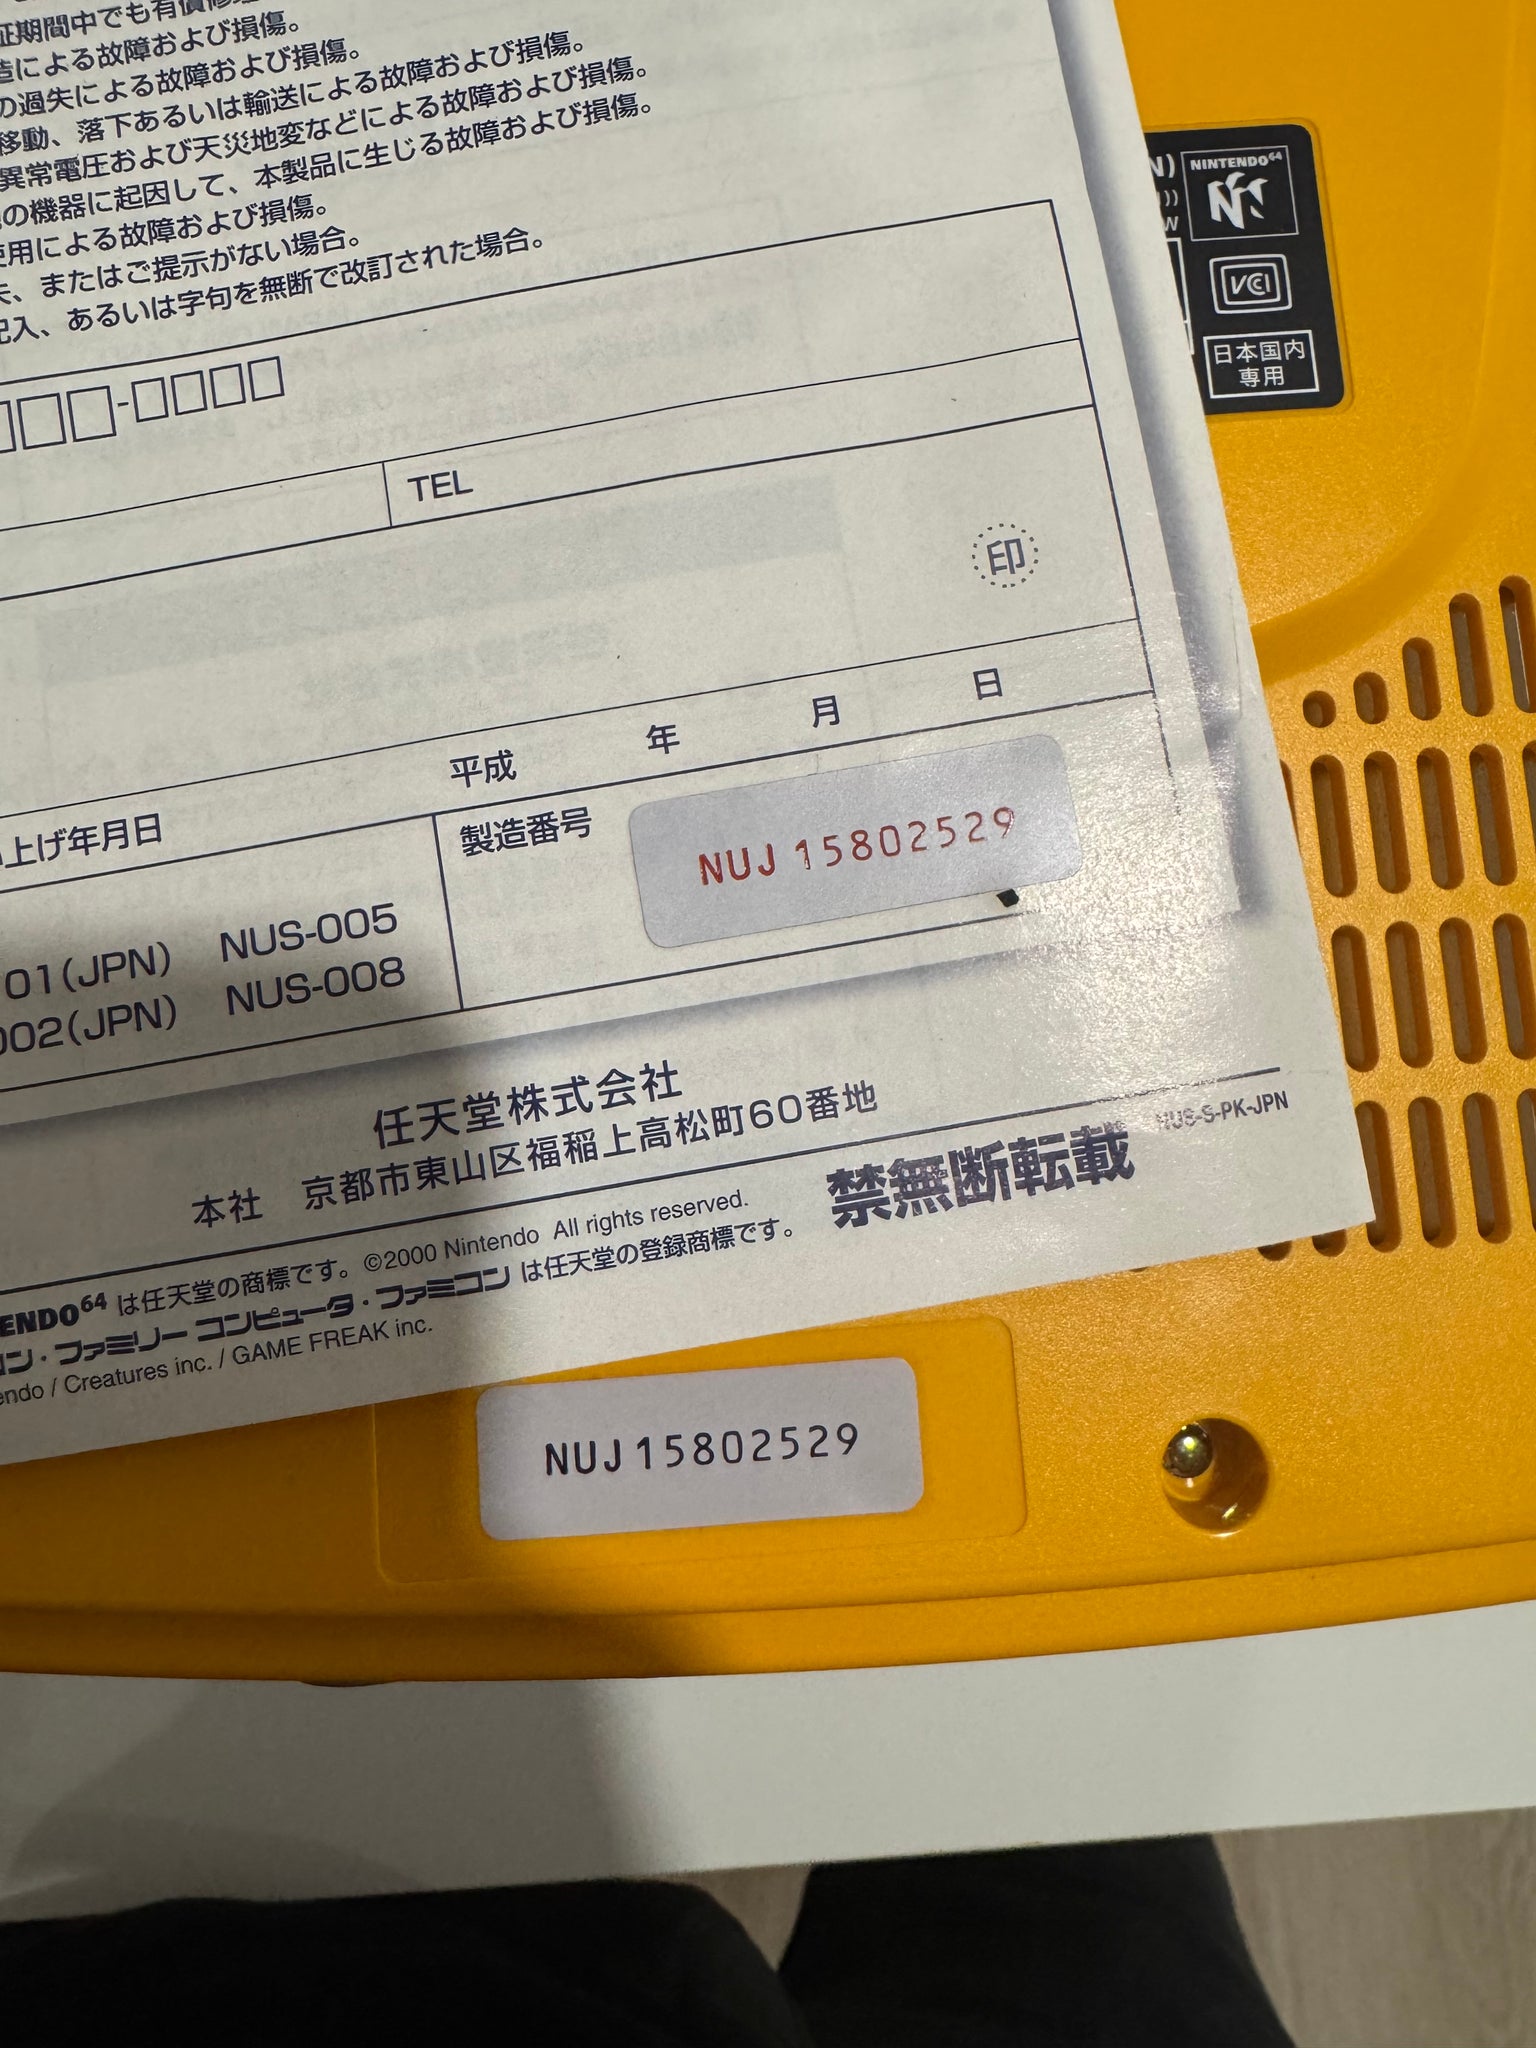 証期間中でも有償修理
造による故障および損傷。
の過失による故障および損傷。
移動、落下あるいは輸送による故障および損傷。
異常電圧および天災地変などによる故障および損傷。
の機器に起因して、本製品に生じる故障および損傷。
使用による故障および損傷。
、またはご提示がない場合。
記入、あるいは字句を無断で改訂された場合。
TEL
印
平成 年 月 日
上げ年月日
製造番号 NUJ 15802529
01(JPN) NUS-005
002(JPN) NUS-008
任天堂株式会社
本社 京都市東山区福稲上高松町60番地
NUS-S-PK-JPN
ENDO64 は任天堂の商標です。©2000 Nintendo All rights reserved.
コン・ファミリー コンピュータ・ファミコン は任天堂の登録商標です。
endo / Creatures inc. / GAME FREAK inc.
禁無断転載
N) NINTENDO64
N
W
VCI
日本国内
専用
NUJ 15802529